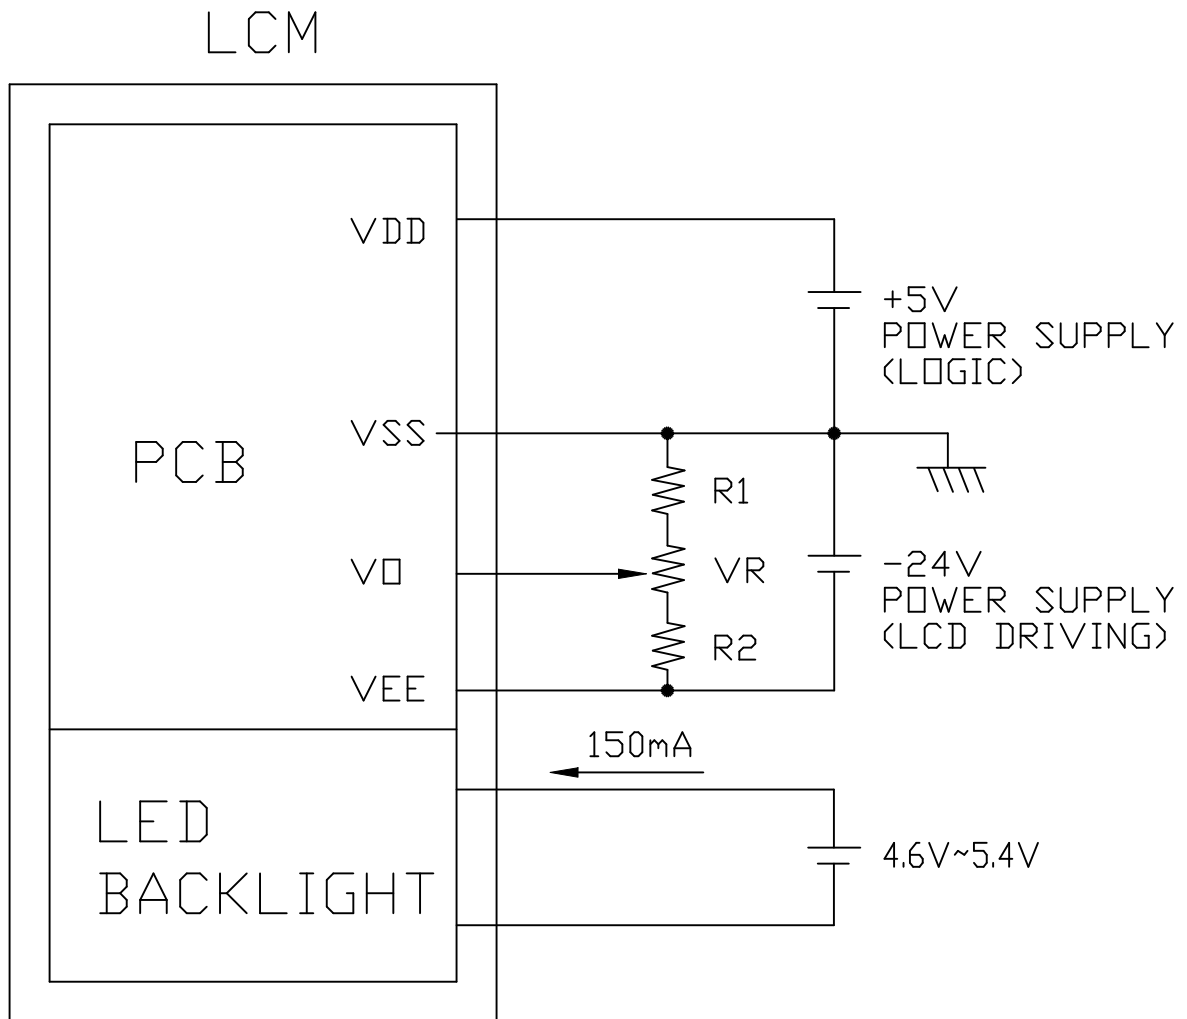 LCM
VDD
+5V
POWER SUPPLY
(LOGIC)
VSS
PCB
R1
VO
VR
-24V
POWER SUPPLY
(LCD DRIVING)
R2
VEE
150mA
LED
BACKLIGHT
4.6V~5.4V